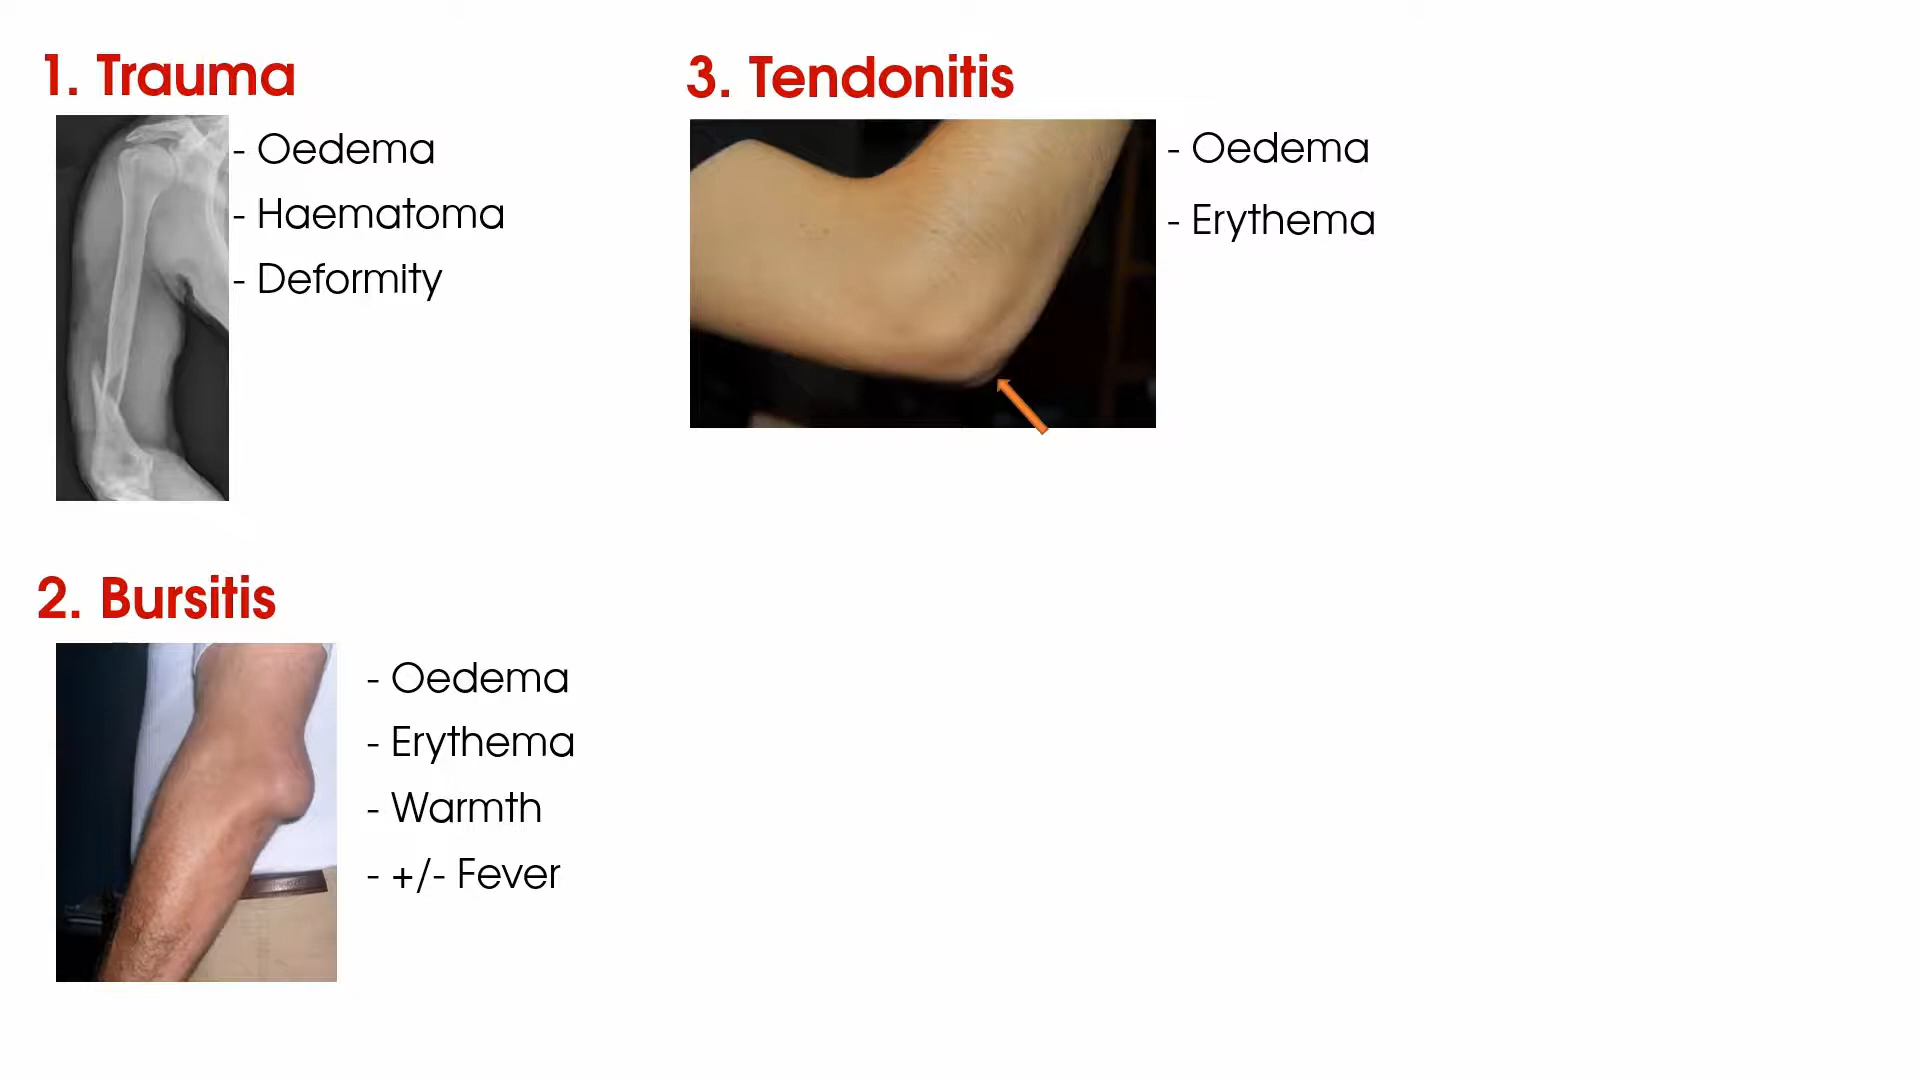 1. Trauma
- Oedema
- Haematoma
- Deformity
2. Bursitis
- Oedema
- Erythema
- Warmth
- +/- Fever
3. Tendonitis
- Oedema
- Erythema